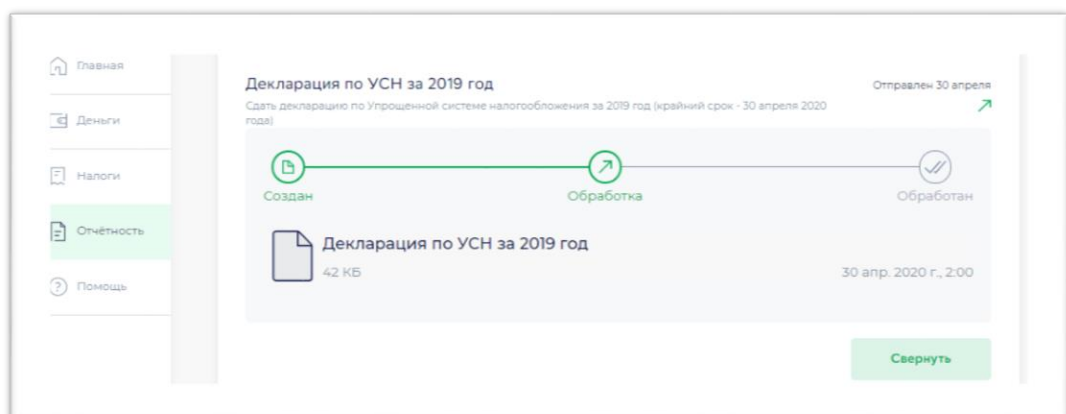 Главная
Деньги
Налоги
Отчётность
Помощь
Декларация по УСН за 2019 год
Отправлен 30 апреля
Сдать декларацию по Упрощенной системе налогообложения за 2019 год (крайний срок - 30 апреля 2020
года)
Создан
Обработка
Обработан
Декларация по УСН за 2019 год
42 КБ
30 апр. 2020 г., 2:00
Свернуть